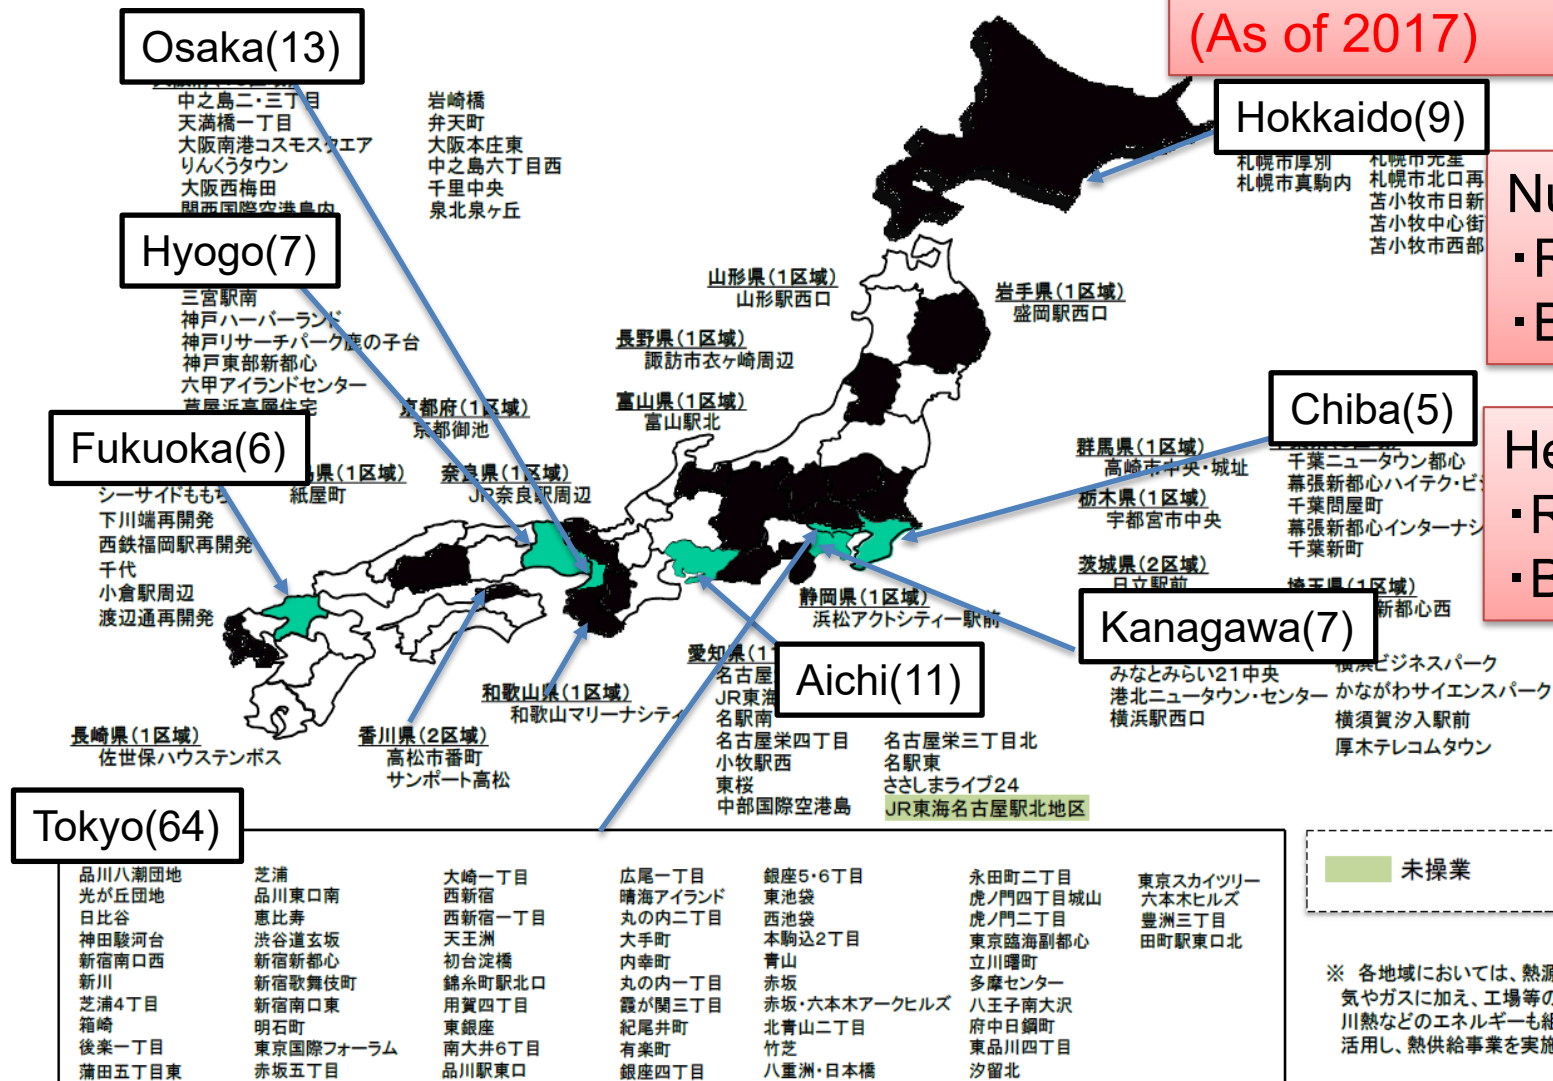 (As of 2017)
Osaka(13)
中之島二・三丁目
天満橋一丁目
大阪南港コスモスクエア
りんくうタウン
大阪西梅田
関西国際空港島内
岩崎橋
弁天町
大阪本庄東
中之島六丁目西
千里中央
泉北泉ヶ丘
Hokkaido(9)
札幌市厚別
札幌市真駒内
札幌市光星
札幌市北口再
苫小牧市日新
苫小牧中心街
苫小牧市西部
Nu
・R
・E
Hyogo(7)
三宮駅南
神戸ハーバーランド
神戸リサーチパーク鹿の子台
神戸東部新都心
六甲アイランドセンター
芦屋浜高層住宅
山形県(1区域)
山形駅西口
岩手県(1区域)
盛岡駅西口
長野県(1区域)
諏訪市衣ヶ崎周辺
富山県(1区域)
富山駅北
京都府(1区域)
京都御池
Fukuoka(6)
シーサイドももち
下川端再開発
西鉄福岡駅再開発
千代
小倉駅周辺
渡辺通再開発
島県(1区域)
紙屋町
奈良県(1区域)
JR奈良駅周辺
Chiba(5)
千葉ニュータウン都心
幕張新都心ハイテク・ビジ
千葉問屋町
幕張新都心インターナシ
千葉新町
群馬県(1区域)
高崎市中央・城址
栃木県(1区域)
宇都宮市中央
茨城県(2区域)
日立駅前
埼玉県(1区域)
新都心西
He
・R
・B
静岡県(1区域)
浜松アクトシティー駅前
Kanagawa(7)
みなとみらい21中央
港北ニュータウン・センター
横浜駅西口
横浜ビジネスパーク
かながわサイエンスパーク
横須賀汐入駅前
厚木テレコムタウン
愛知県(1
Aichi(11)
名古屋
JR東海
名駅南
名古屋栄四丁目
小牧駅西
東桜
中部国際空港島
名古屋栄三丁目北
名駅東
ささしまライブ24
JR東海名古屋駅北地区
和歌山県(1区域)
和歌山マリーナシティ
長崎県(1区域)
佐世保ハウステンボス
香川県(2区域)
高松市番町
サンポート高松
Tokyo(64)
品川八潮団地
光が丘団地
日比谷
神田駿河台
新宿南口西
新川
芝浦4丁目
箱崎
後楽一丁目
蒲田五丁目東
芝浦
品川東口南
恵比寿
渋谷道玄坂
新宿新都心
新宿歌舞伎町
新宿南口東
明石町
東京国際フォーラム
赤坂五丁目
大崎一丁目
西新宿
西新宿一丁目
天王洲
初台淀橋
錦糸町駅北口
用賀四丁目
東銀座
南大井6丁目
品川駅東口
広尾一丁目
晴海アイランド
丸の内二丁目
大手町
内幸町
丸の内一丁目
霞が関三丁目
紀尾井町
有楽町
銀座四丁目
銀座5・6丁目
東池袋
西池袋
本駒込2丁目
青山
赤坂
赤坂・六本木アークヒルズ
北青山二丁目
竹芝
八重洲・日本橋
永田町二丁目
虎ノ門四丁目城山
虎ノ門二丁目
東京臨海副都心
立川曙町
多摩センター
八王子南大沢
府中日鋼町
東品川四丁目
汐留北
東京スカイツリー
六本木ヒルズ
豊洲三丁目
田町駅東口北
未操業
※ 各地域においては、熱源
気やガスに加え、工場等の
川熱などのエネルギーも組
活用し、熱供給事業を実施